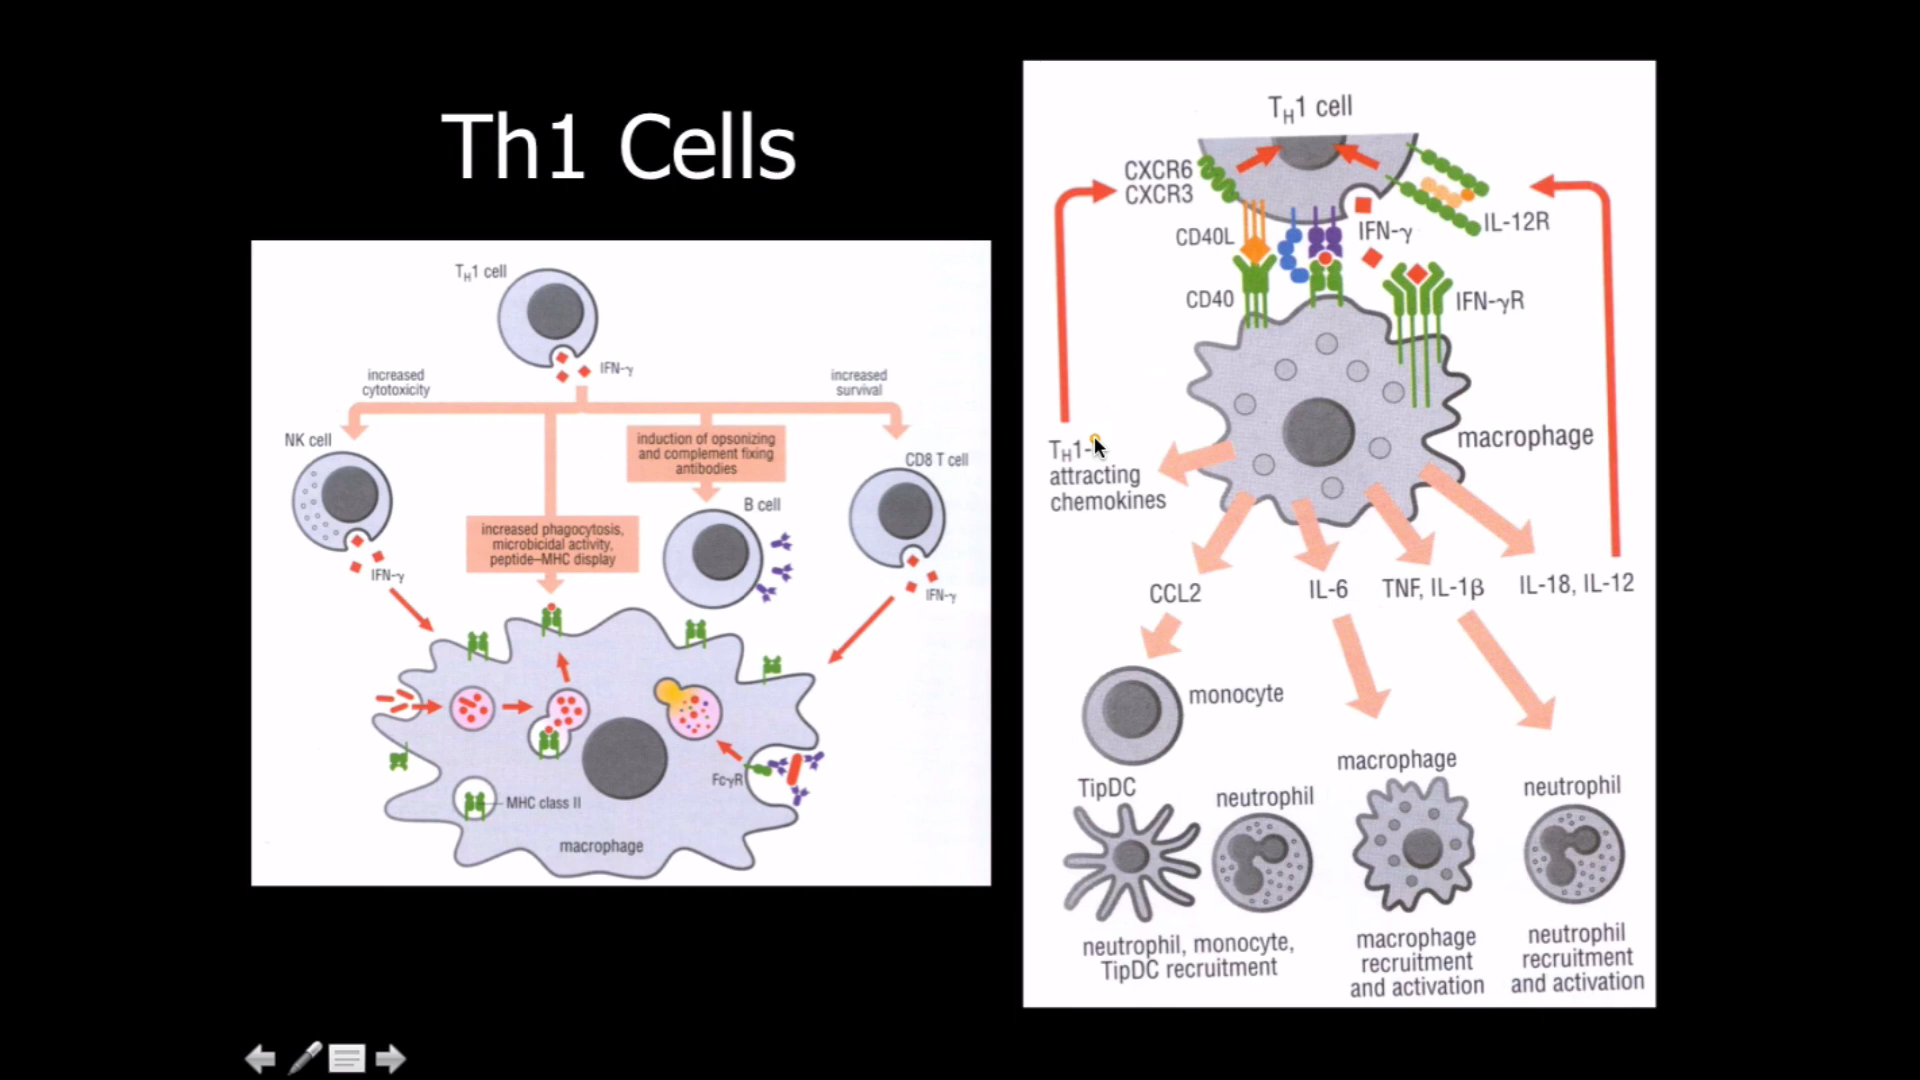 Th1 Cells
TH1 cell
IFN-γ
increased
cytotoxicity
increased
survival
NK cell
induction of opsonizing
and complement fixing
antibodies
CD8 T cell
B cell
increased phagocytosis,
microbicidal activity,
peptide–MHC display
IFN-γ
IFN-γ
FcγR
MHC class II
macrophage
TH1 cell
CXCR6
CXCR3
IL-12R
CD40L
IFN-γ
CD40
IFN-γR
macrophage
TH1-
attracting
chemokines
CCL2
IL-6
TNF, IL-1β
IL-18, IL-12
monocyte
TipDC
neutrophil
macrophage
neutrophil
neutrophil, monocyte,
TipDC recruitment
macrophage
recruitment
and activation
neutrophil
recruitment
and activation